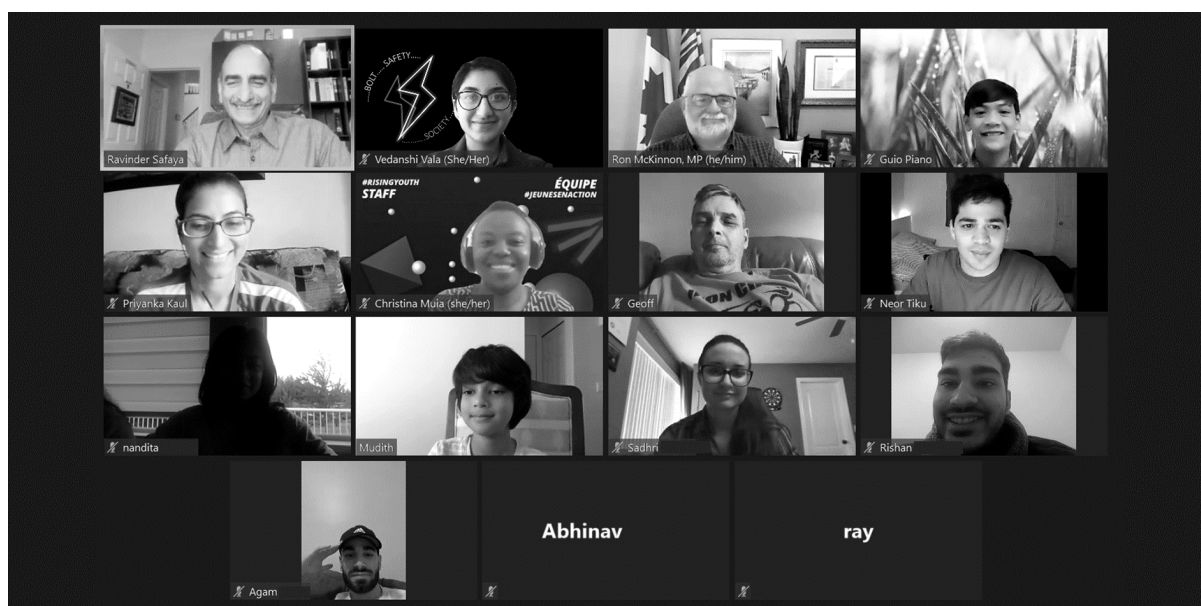 Ravinder Safaya
....BOLT.....SAFETY.....
SOCIETY....
Vedanshi Vala (She/Her)
Ron McKinnon, MP (he/him)
Guio Piano
Priyanka Kaul
#RISINGYOUTH
STAFF
ÉQUIPE
#JEUNESENACTION
Christina Muia (she/her)
Geoff
Neor Tiku
nandita
Mudith
Sadhri
Rishan
Agam
Abhinav
ray